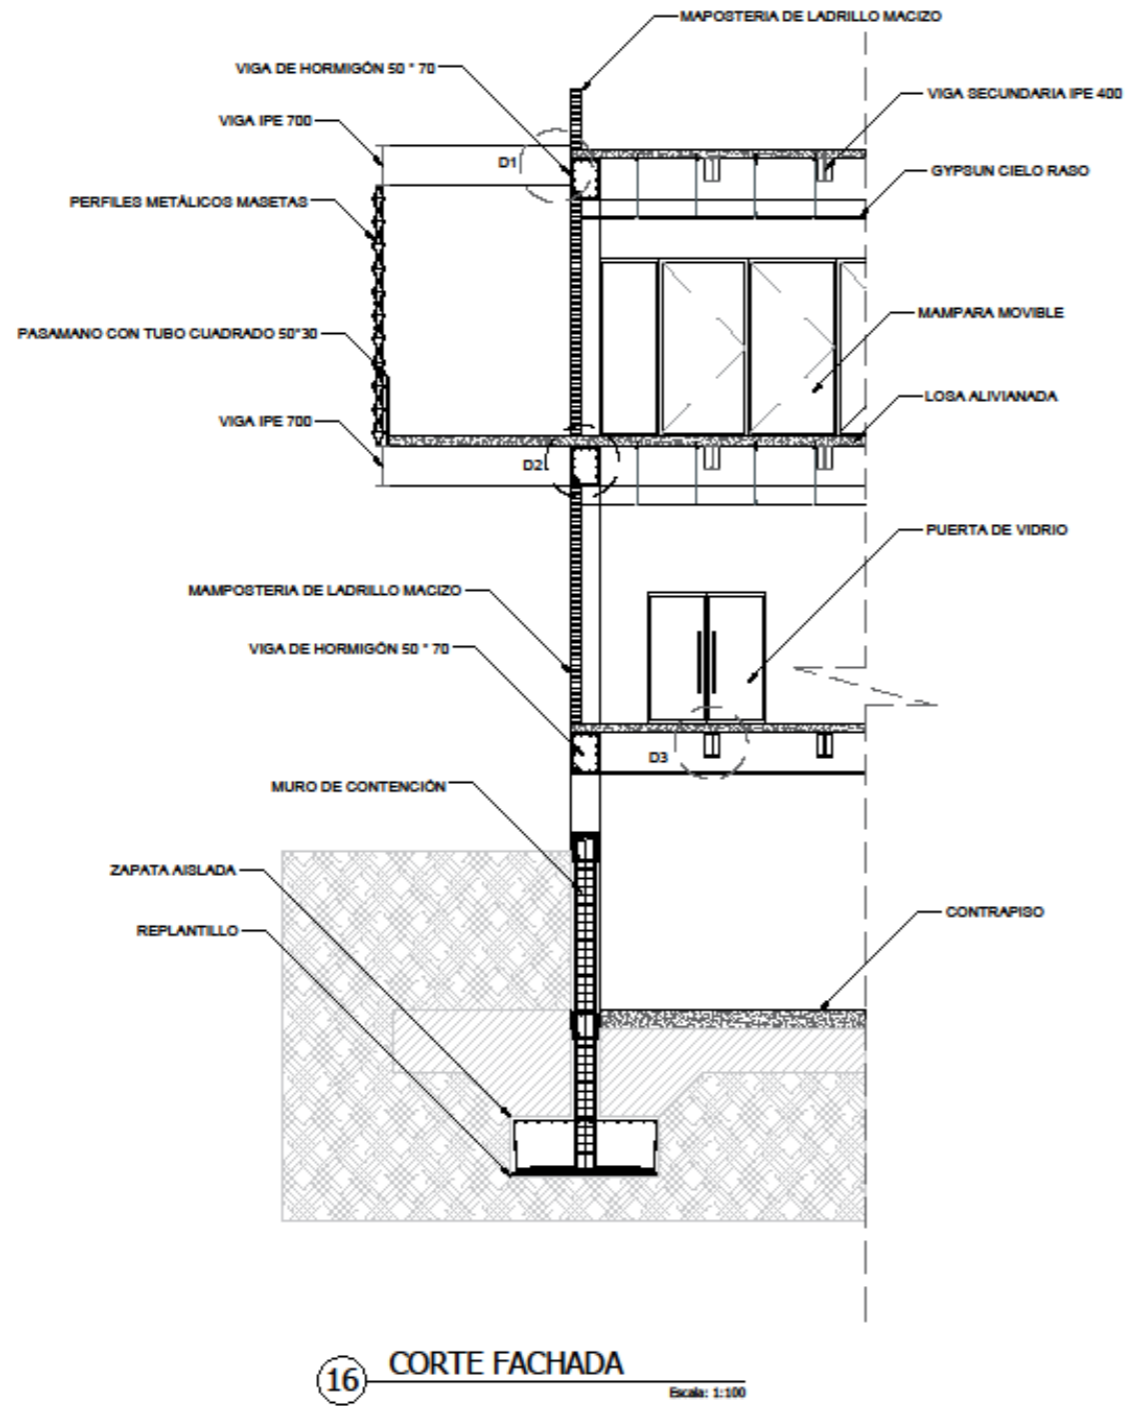 MAPOSTERIA DE LADRILLO MACIZO
VIGA DE HORMIGÓN 50 * 70
VIGA SECUNDARIA IPE 400
VIGA IPE 700
D1
GYPSUN CIELO RASO
PERFILES METÁLICOS MASETAS
MAMPARA MOVIBLE
PASAMANO CON TUBO CUADRADO 50*30
LOSA ALIVIANADA
VIGA IPE 700
D2
PUERTA DE VIDRIO
MAMPOSTERIA DE LADRILLO MACIZO
VIGA DE HORMIGÓN 50 * 70
D3
MURO DE CONTENCIÓN
ZAPATA AISLADA
CONTRAPISO
REPLANTILLO
16 CORTE FACHADA
Escala: 1:100